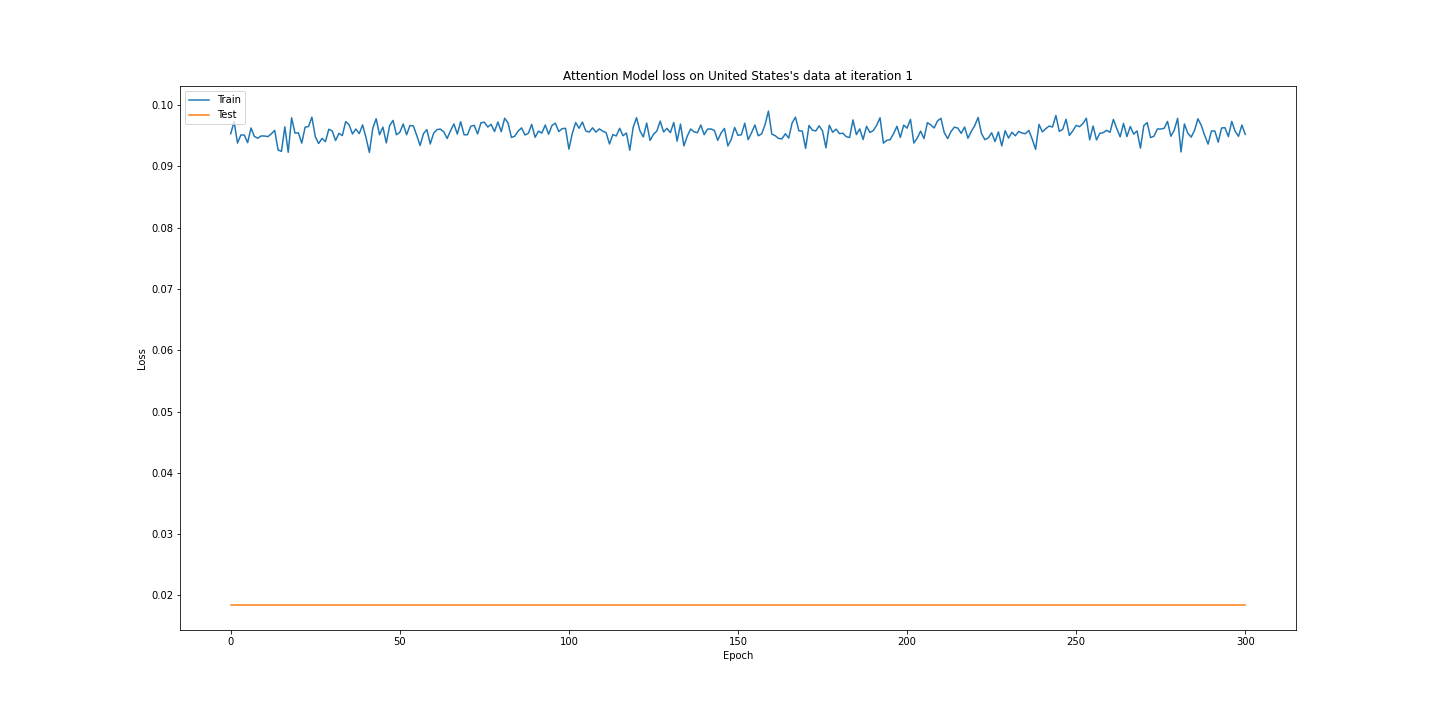 Attention Model loss on United States's data at iteration 1
Train
Test
0.10
0.09
0.08
0.07
0.06
0.05
0.04
0.03
0.02
Loss
0 50 100 150 200 250 300
Epoch